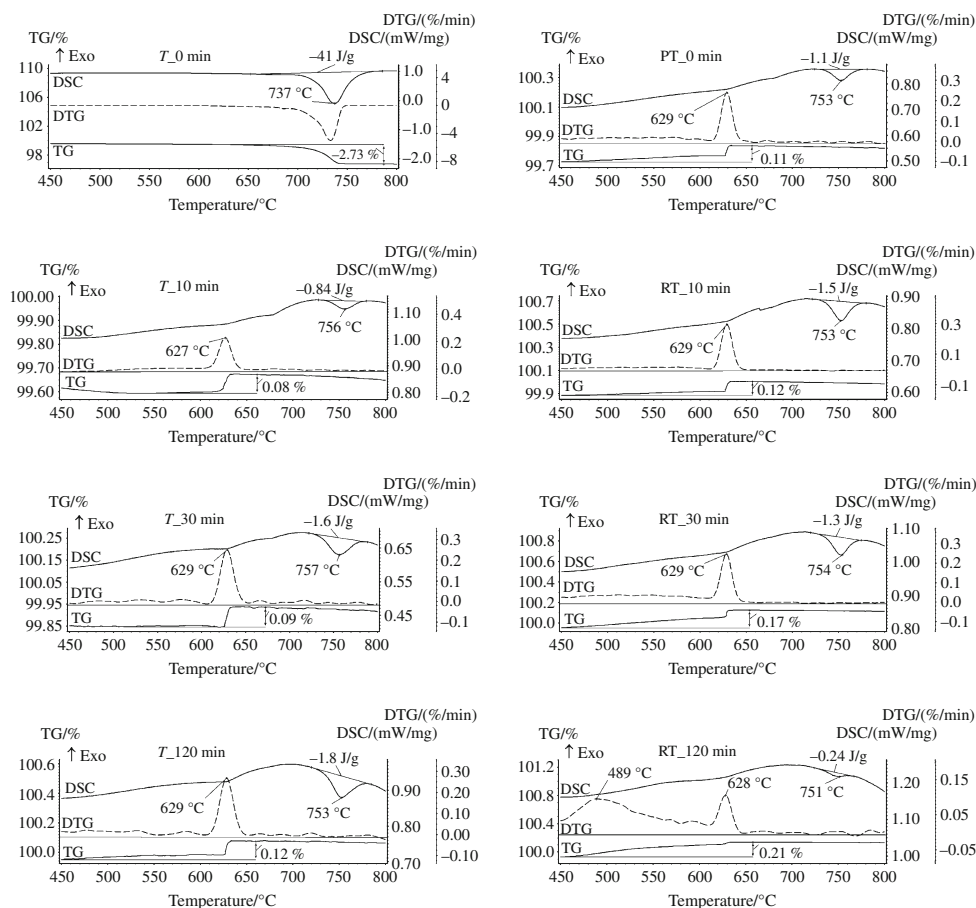 DTG/(%/min)
TG/%
DSC/(mW/mg)
↑ Exo
T_0 min
–41 J/g
110
106
102
98
DSC
DTG
TG
737 °C
–2.73 %
1.0
0.0
–1.0
–2.0
4
0
–4
–8
450 500 550 600 650 700 750 800
Temperature/°C
DTG/(%/min)
TG/%
DSC/(mW/mg)
↑ Exo
PT_0 min
–1.1 J/g
100.3
100.1
99.9
99.7
DSC
DTG
TG
629 °C
753 °C
0.11 %
0.80
0.70
0.60
0.50
0.3
0.2
0.1
0.0
–0.1
450 500 550 600 650 700 750 800
Temperature/°C
DTG/(%/min)
TG/%
DSC/(mW/mg)
↑ Exo
T_10 min
–0.84 J/g
100.00
99.90
99.80
99.70
99.60
DSC
DTG
TG
627 °C
756 °C
0.08 %
1.10
1.00
0.90
0.80
0.4
0.2
0.0
–0.2
450 500 550 600 650 700 750 800
Temperature/°C
DTG/(%/min)
TG/%
DSC/(mW/mg)
↑ Exo
RT_10 min
–1.5 J/g
100.7
100.5
100.1
99.9
DSC
DTG
TG
629 °C
753 °C
0.12 %
0.90
0.80
0.70
0.60
0.3
0.1
–0.1
450 500 550 600 650 700 750 800
Temperature/°C
DTG/(%/min)
TG/%
DSC/(mW/mg)
↑ Exo
T_30 min
–1.6 J/g
100.25
100.15
100.05
99.95
99.85
DSC
DTG
TG
629 °C
757 °C
0.09 %
0.65
0.55
0.45
0.3
0.2
0.1
0.0
–0.1
450 500 550 600 650 700 750 800
Temperature/°C
DTG/(%/min)
TG/%
DSC/(mW/mg)
↑ Exo
RT_30 min
–1.3 J/g
100.8
100.6
100.4
100.2
100.0
DSC
DTG
TG
629 °C
754 °C
0.17 %
1.10
1.00
0.90
0.80
0.3
0.2
0.1
0.0
–0.1
450 500 550 600 650 700 750 800
Temperature/°C
DTG/(%/min)
TG/%
DSC/(mW/mg)
↑ Exo
T_120 min
–1.8 J/g
100.6
100.4
100.2
100.0
DSC
DTG
TG
629 °C
753 °C
0.12 %
0.90
0.80
0.70
0.30
0.20
0.10
0.00
–0.10
450 500 550 600 650 700 750 800
Temperature/°C
DTG/(%/min)
TG/%
DSC/(mW/mg)
↑ Exo
RT_120 min
–0.24 J/g
101.2
100.8
100.4
100.0
DSC
DTG
TG
489 °C
628 °C
751 °C
0.21 %
1.20
1.10
1.00
0.15
0.05
–0.05
450 500 550 600 650 700 750 800
Temperature/°C